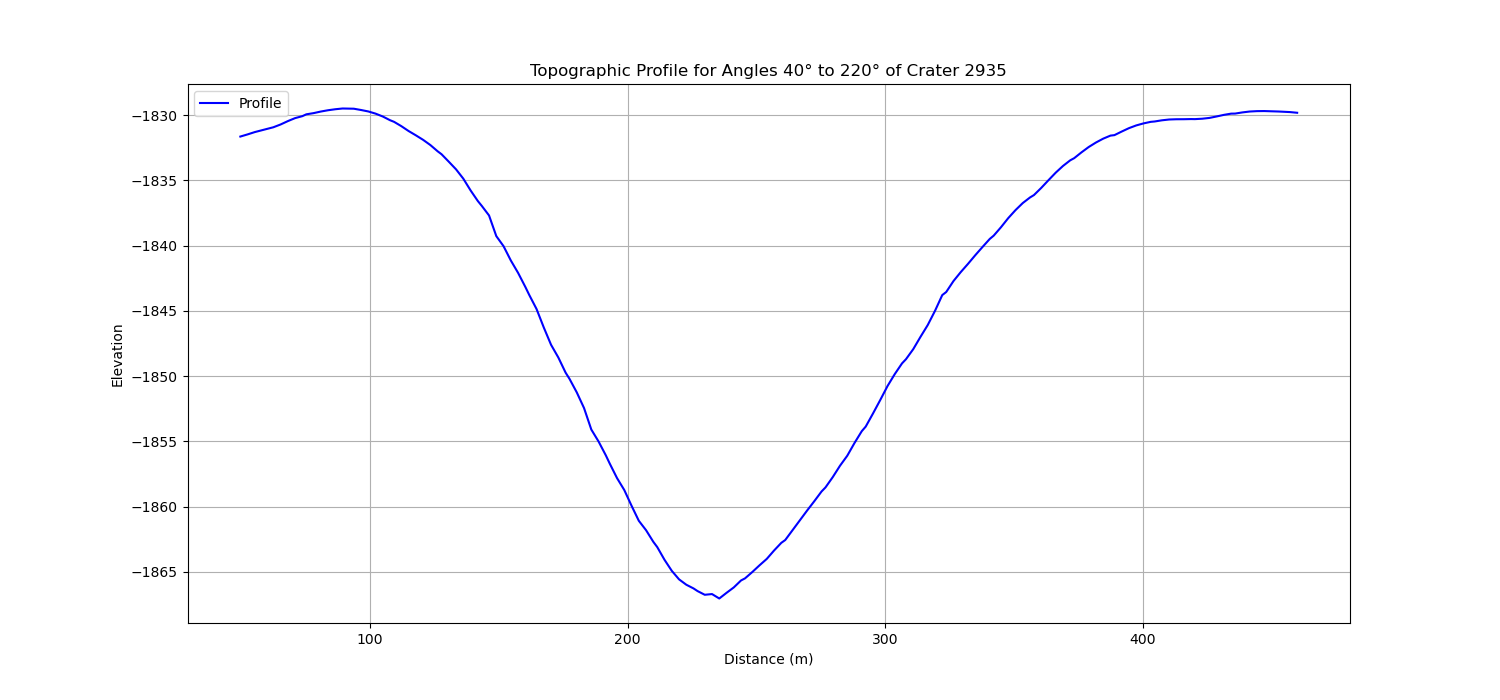 Topographic Profile for Angles 40° to 220° of Crater 2935
Profile
−1830
−1835
−1840
−1845
−1850
−1855
−1860
−1865
Elevation
100 200 300 400
Distance (m)